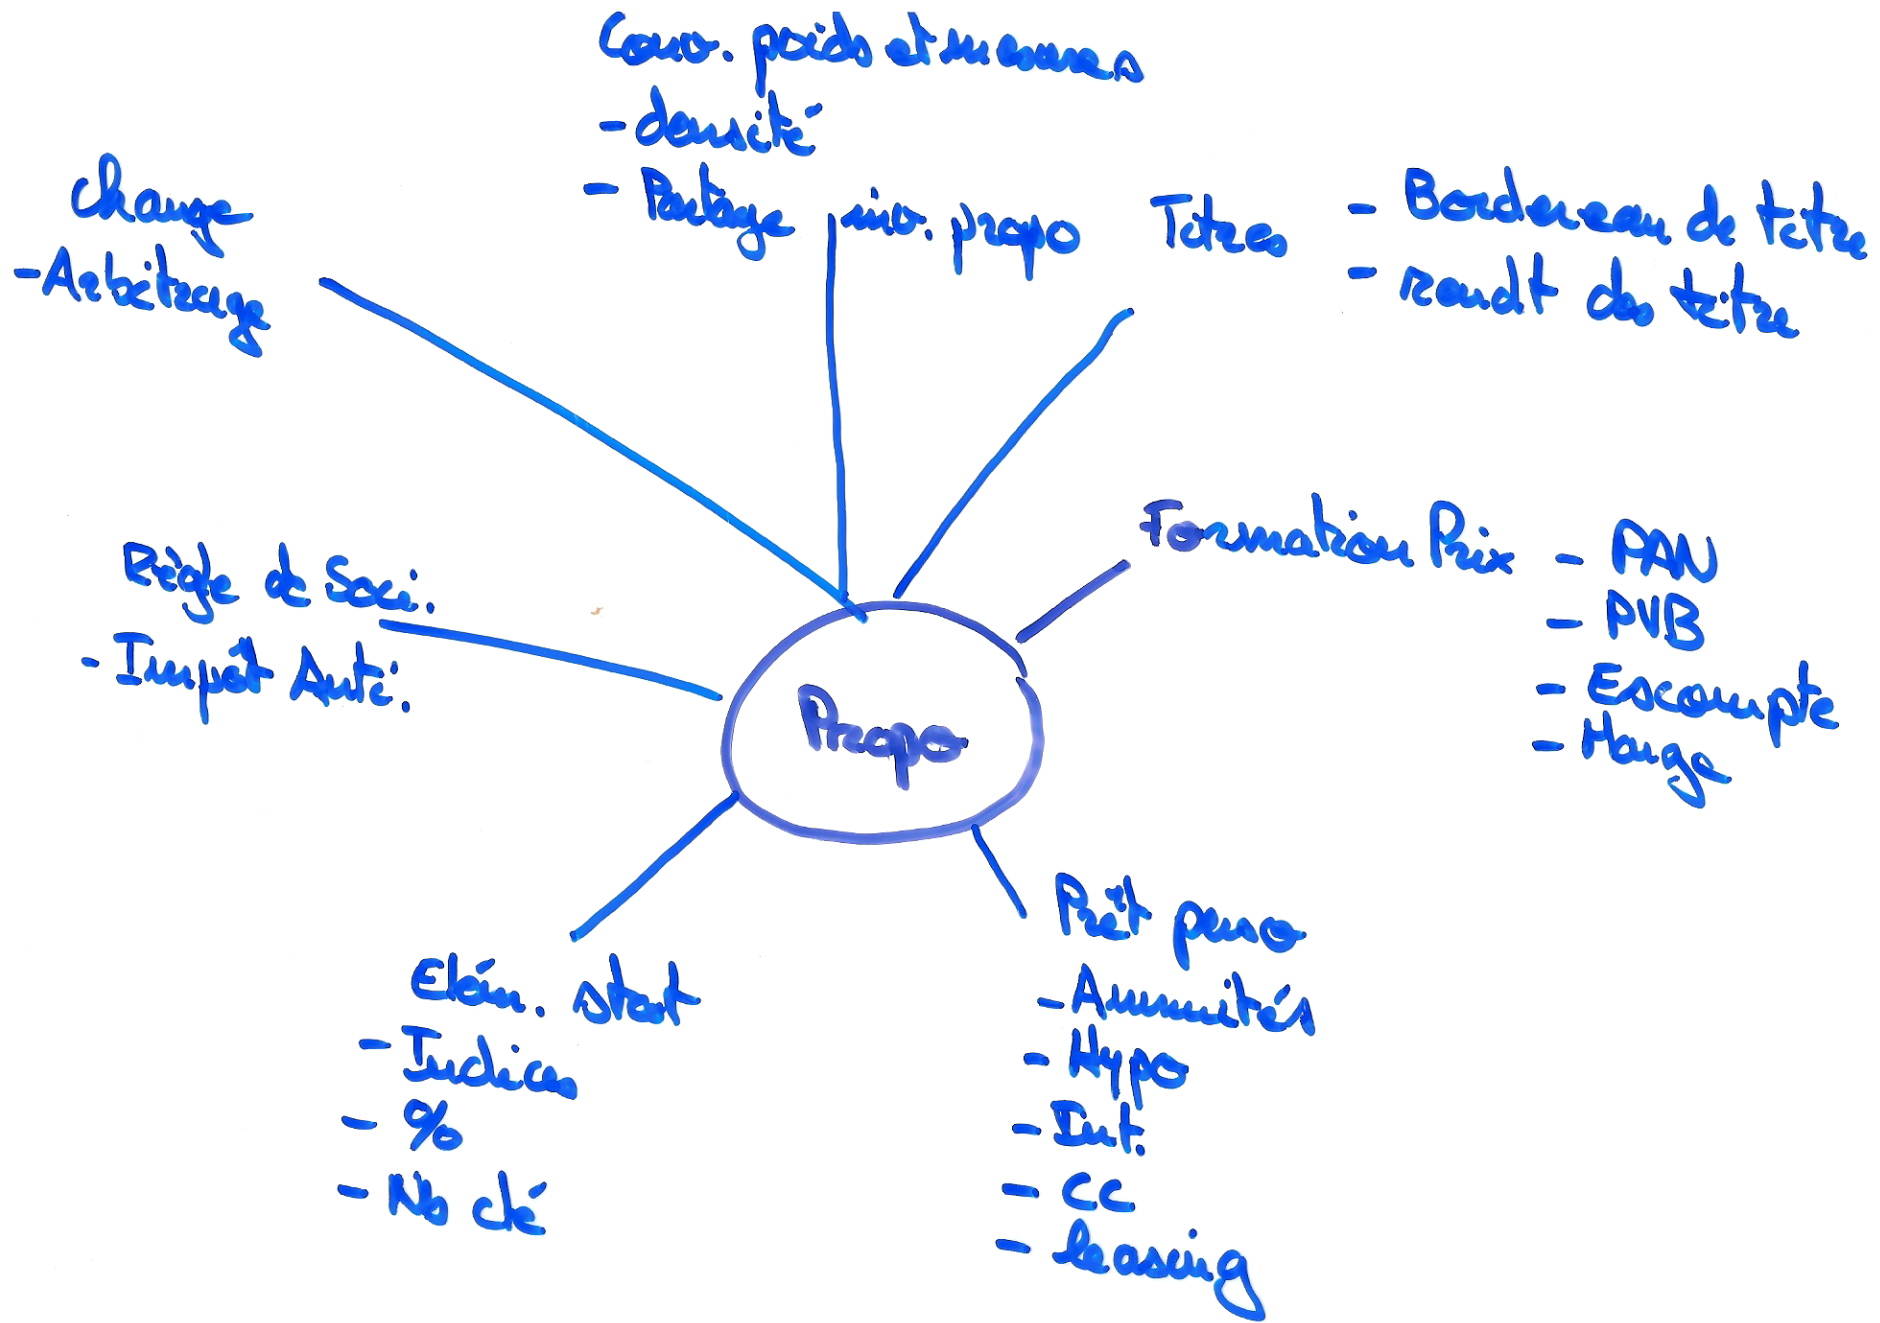 Conv. poids et mesures
- densité
- Partage inv. propo
Change
- Arbitrage
Titres
- Bordereau de titre
- rendt des titre
Formation Prix
- PAN
- PVB
- Escompte
- Marge
Règle de Soci.
- Impôt Anti.
Propo
Elém. stat
- Indices
- %
- Nb clé
Prêt perso
- Annuités
- Hypo
- Int.
- CC
- leasing